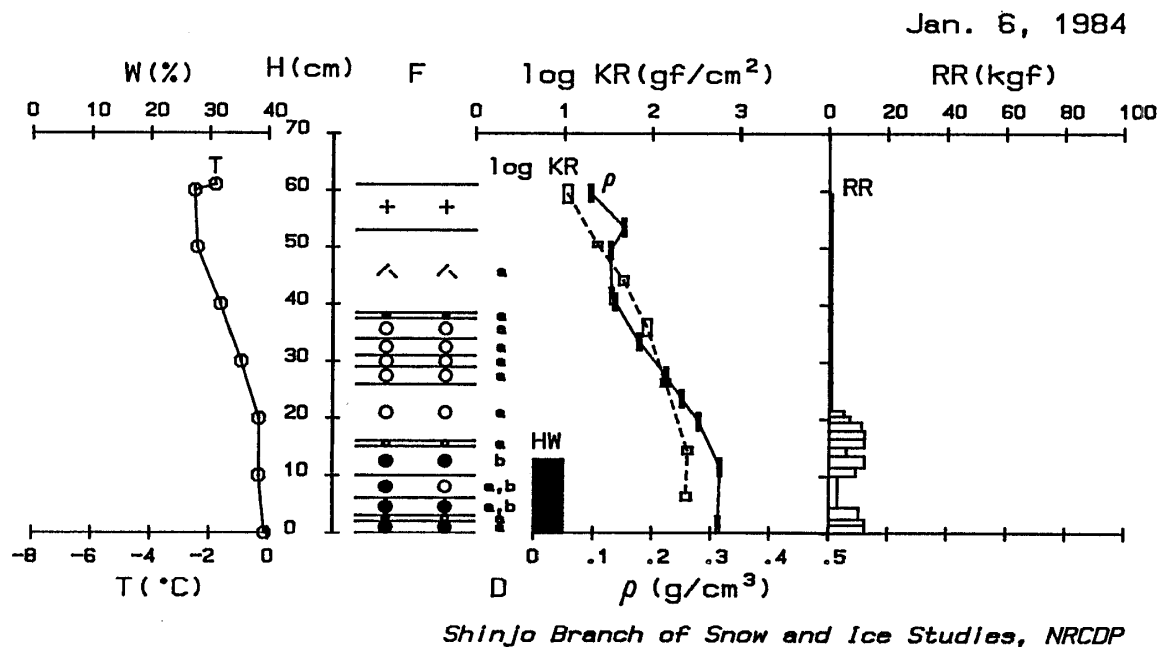 Jan. 6, 1984
W(%) H(cm) F log KR(gf/cm²) RR(kgf)
0 10 20 30 40 0 1 2 3 0 20 40 60 80 100
70
T log KR ρ RR
60
50
a
40
a
a
a
30
a
a
20
a
a
HW
b
10
a,b
a,b
a
a
0
-8 -6 -4 -2 0 0 .1 .2 .3 .4 .5
T(°C) D ρ(g/cm³)
Shinjo Branch of Snow and Ice Studies, NRCDP